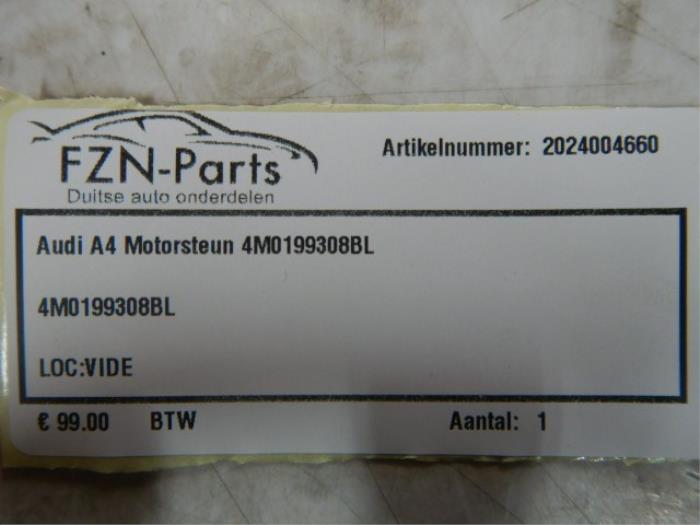 FZN-Parts
Duitse auto onderdelen
Artikelnummer: 2024004660
Audi A4 Motorsteun 4M0199308BL
4M0199308BL
LOC:VIDE
€ 99.00 BTW Aantal: 1